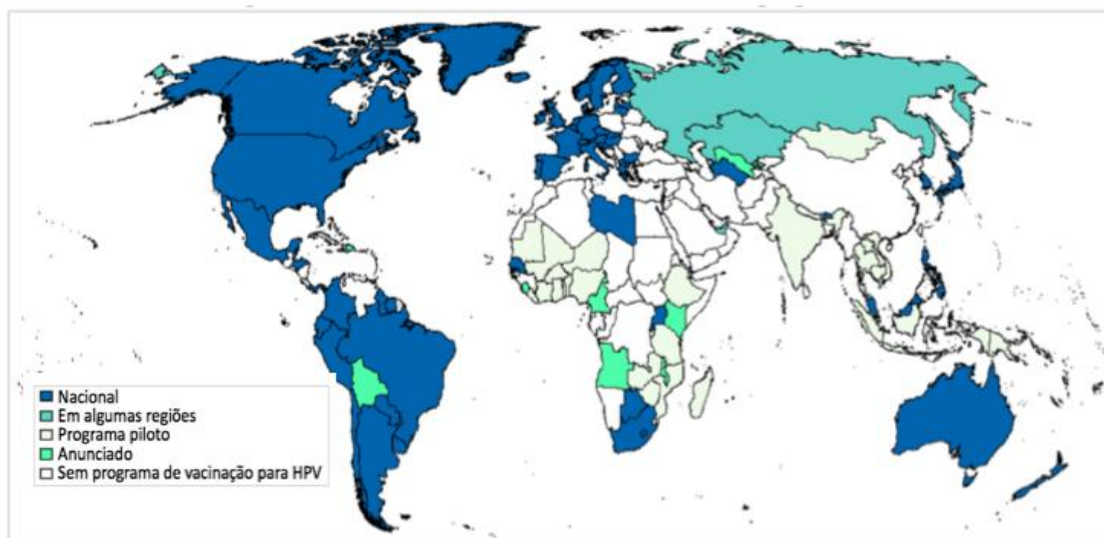 Nacional
Em algumas regiões
Programa piloto
Anunciado
Sem programa de vacinação para HPV